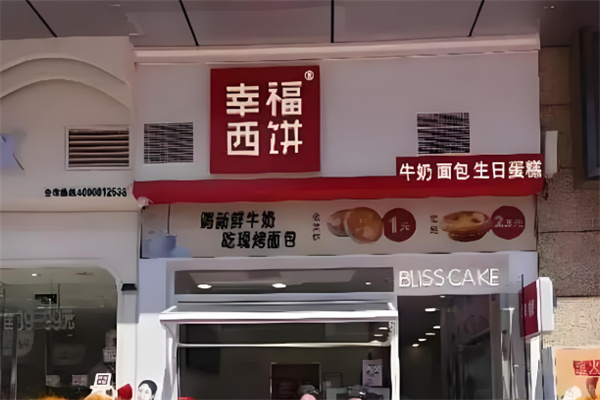 幸福®
西饼
牛奶 面包 生日蛋糕
合作热线4000012538
喝新鲜牛奶
吃现烤面包
1元
2.5元
BLISS CAKE